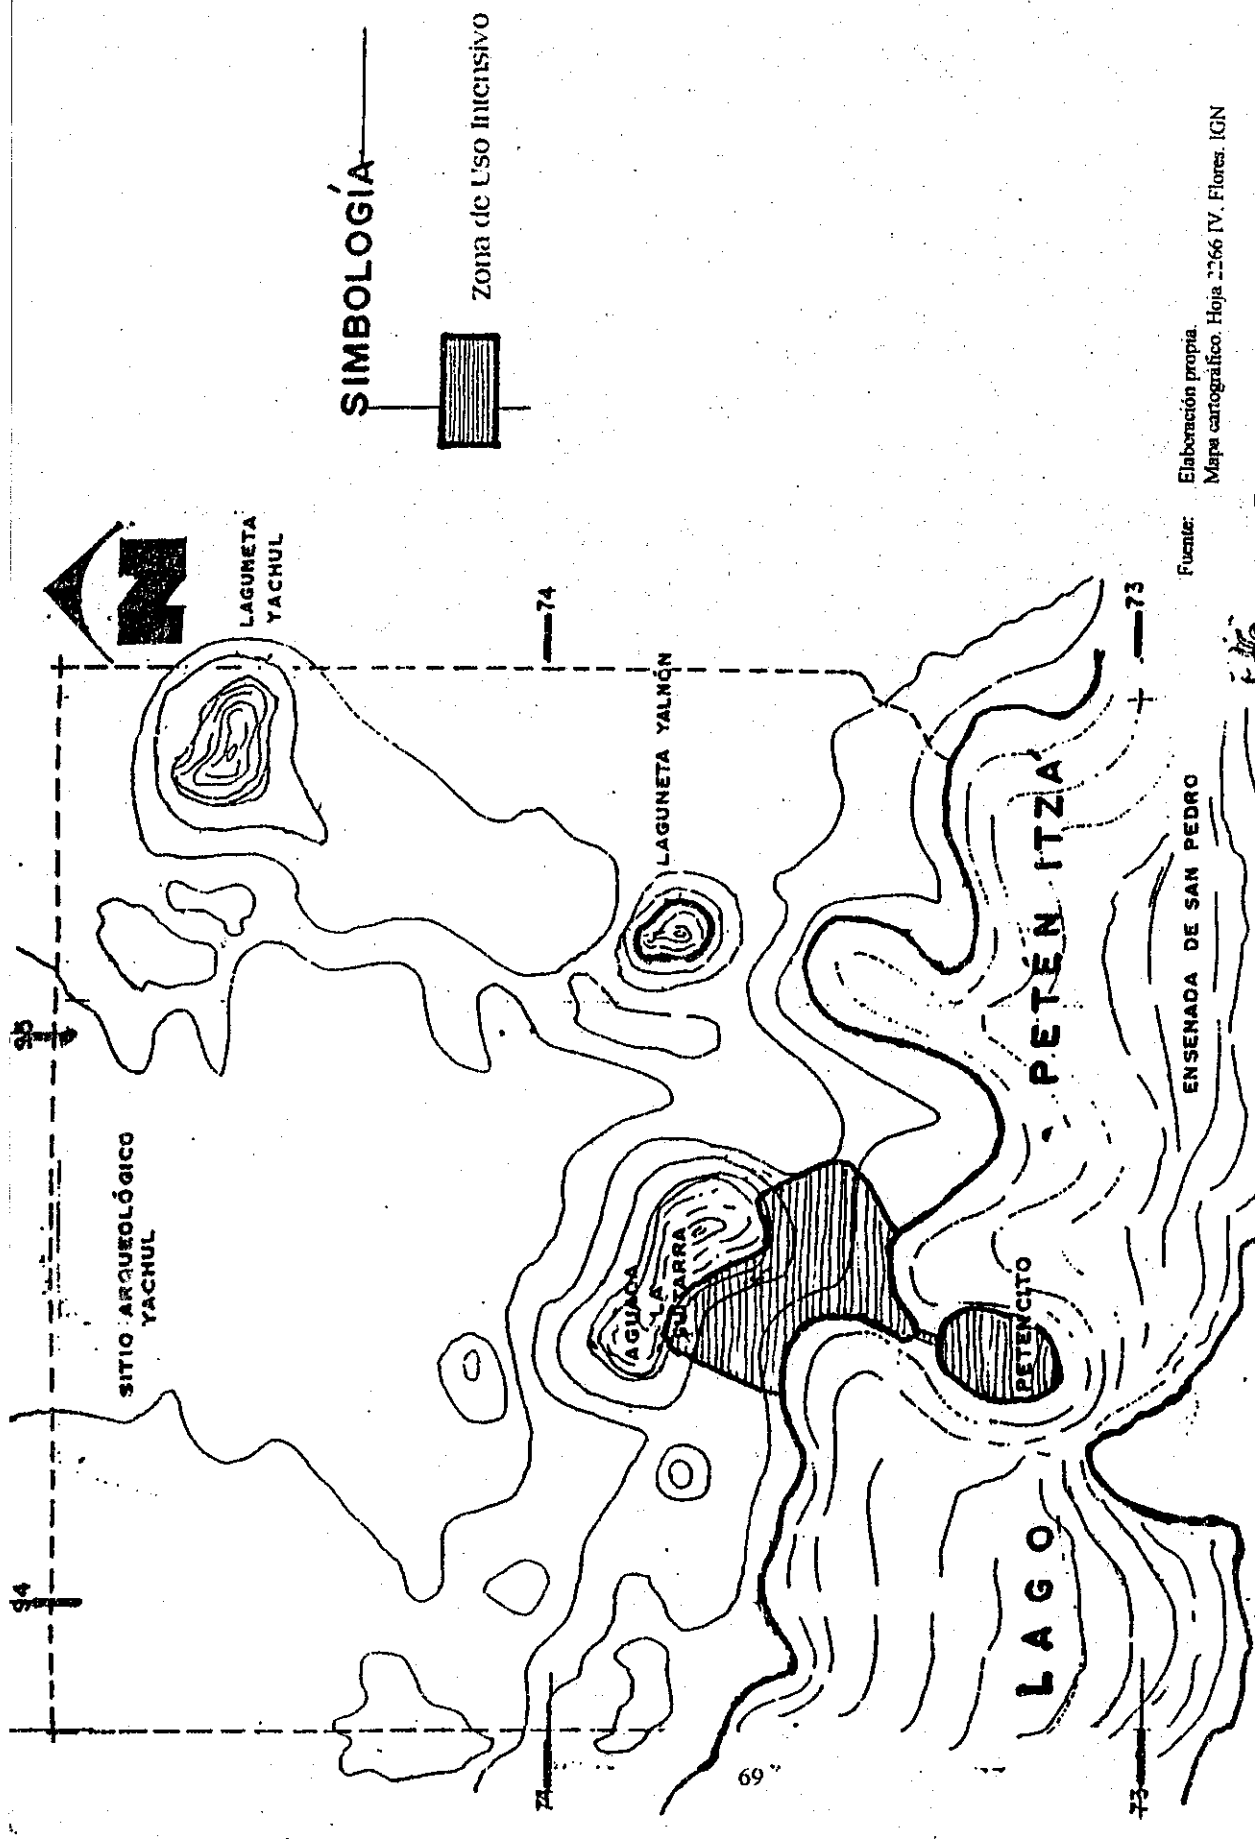 94
95
N
SITIO ARQUEOLÓGICO
YACHUL
LAGUNETA
YACHUL
SIMBOLOGÍA
Zona de Uso Intensivo
74
74
AGUADA
LA
GUITARRA
LAGUNETA YALNÓN
PETENCITO
LAGO PETÉN ITZÁ
73
73
ENSENADA DE SAN PEDRO
Fuente: Elaboración propia.
Mapa cartográfico. Hoja 2266 IV. Flores. IGN
69